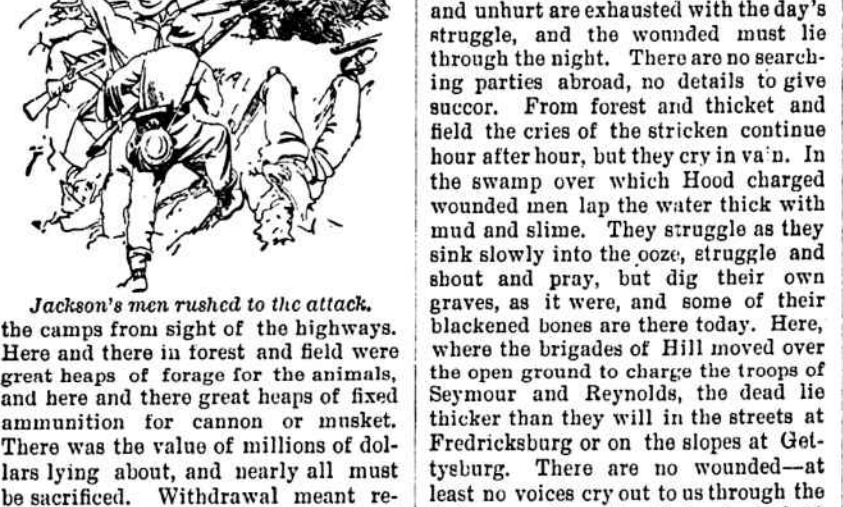 Jackson's men rushed to the attack.
the camps from sight of the highways.
Here and there in forest and field were
great heaps of forage for the animals,
and here and there great heaps of fixed
ammunition for cannon or musket.
There was the value of millions of dol-
lars lying about, and nearly all must
be sacrificed. Withdrawal meant re-
and unhurt are exhausted with the day's
struggle, and the wounded must lie
through the night. There are no search-
ing parties abroad, no details to give
succor. From forest and thicket and
field the cries of the stricken continue
hour after hour, but they cry in va'n. In
the swamp over which Hood charged
wounded men lap the water thick with
mud and slime. They struggle as they
sink slowly into the ooze, struggle and
shout and pray, but dig their own
graves, as it were, and some of their
blackened bones are there today. Here,
where the brigades of Hill moved over
the open ground to charge the troops of
Seymour and Reynolds, the dead lie
thicker than they will in the streets at
Fredricksburg or on the slopes at Get-
tysburg. There are no wounded—at
least no voices cry out to us through the